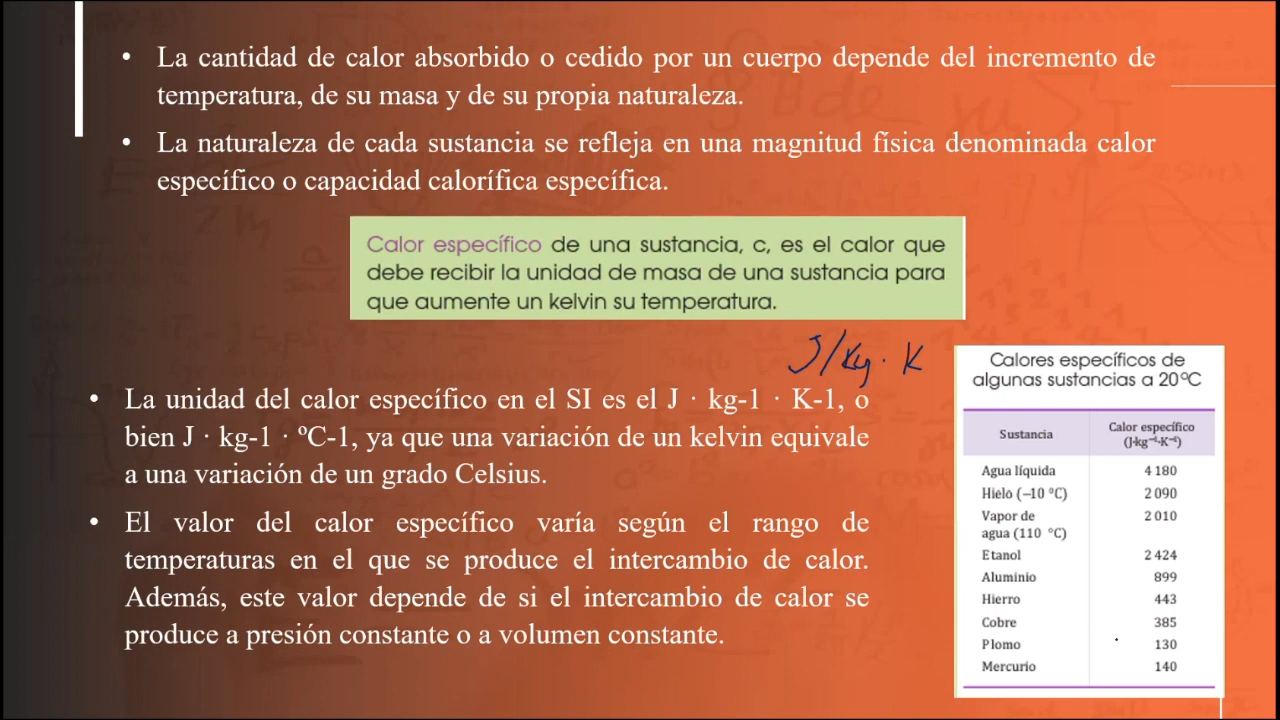 • La cantidad de calor absorbido o cedido por un cuerpo depende del incremento de
temperatura, de su masa y de su propia naturaleza.
• La naturaleza de cada sustancia se refleja en una magnitud física denominada calor
específico o capacidad calorífica específica.
Calor específico de una sustancia, c, es el calor que
debe recibir la unidad de masa de una sustancia para
que aumente un kelvin su temperatura.
J/Kg · K
• La unidad del calor específico en el SI es el J · kg-1 · K-1, o
bien J · kg-1 · ºC-1, ya que una variación de un kelvin equivale
a una variación de un grado Celsius.
• El valor del calor específico varía según el rango de
temperaturas en el que se produce el intercambio de calor.
Además, este valor depende de si el intercambio de calor se
produce a presión constante o a volumen constante.
Calores específicos de
algunas sustancias a 20ºC
Sustancia Calor específico
(J·kg⁻¹·K⁻¹)
Agua líquida 4 180
Hielo (−10 ºC) 2 090
Vapor de 2 010
agua (110 ºC)
Etanol 2 424
Aluminio 899
Hierro 443
Cobre 385
Plomo 130
Mercurio 140